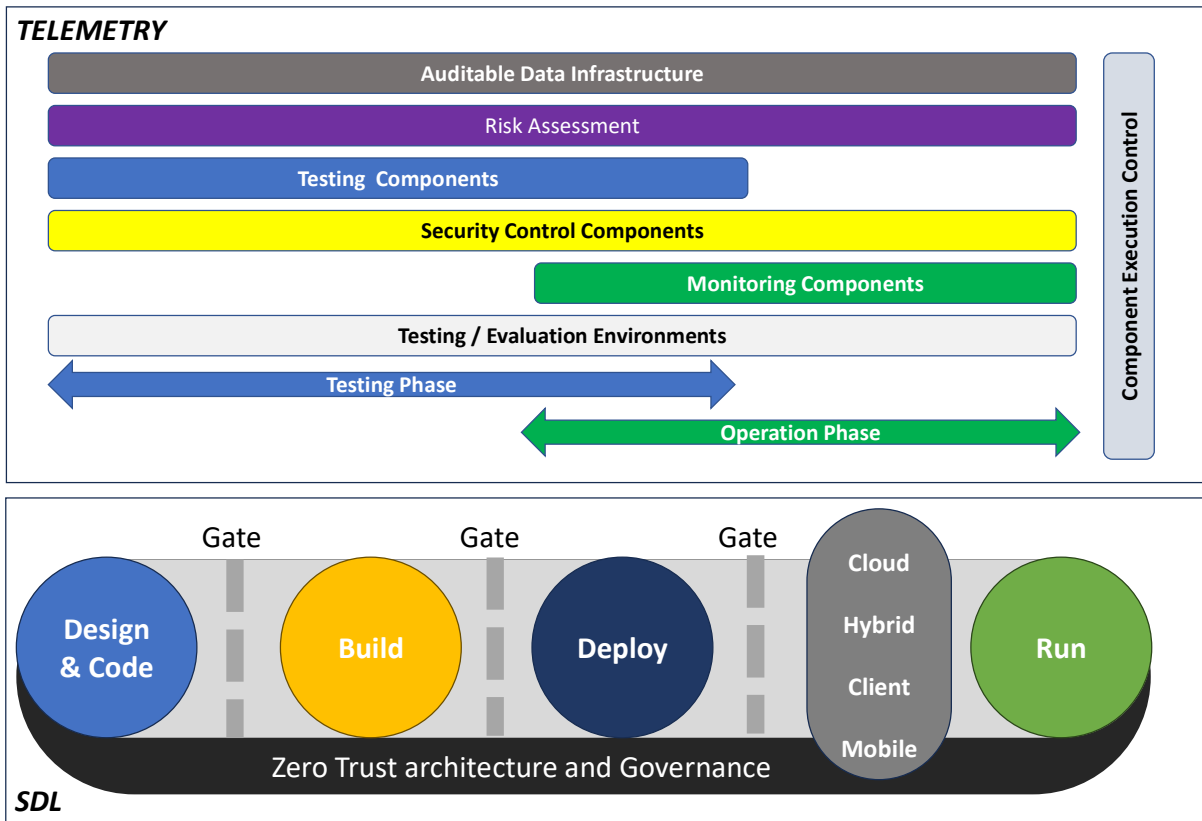 TELEMETRY
Auditable Data Infrastructure
Risk Assessment
Testing Components
Security Control Components
Monitoring Components
Testing / Evaluation Environments
Testing Phase
Operation Phase
Component Execution Control
Gate
Gate
Gate
Design
& Code
Build
Deploy
Cloud
Hybrid
Client
Mobile
Run
Zero Trust architecture and Governance
SDL